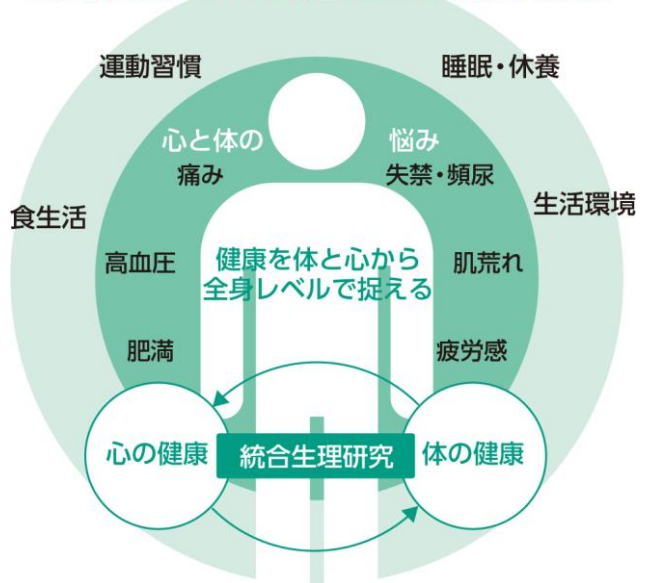 運動習慣
睡眠・休養
心と体の
悩み
痛み
失禁・頻尿
食生活
生活環境
高血圧
健康を体と心から
全身レベルで捉える
肌荒れ
肥満
疲労感
心の健康
統合生理研究
体の健康